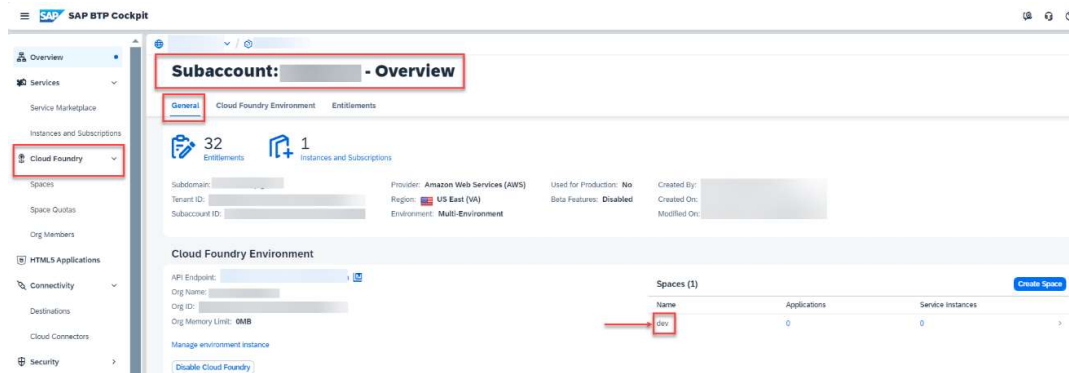 SAP SAP BTP Cockpit
Overview
Services
Service Marketplace
Instances and Subscriptions
Cloud Foundry
Spaces
Space Quotas
Org Members
HTML5 Applications
Connectivity
Destinations
Cloud Connectors
Security
/
Subaccount: - Overview
General Cloud Foundry Environment Entitlements
32 Entitlements
1 Instances and Subscriptions
Subdomain: Provider: Amazon Web Services (AWS) Used for Production: No Created By:
Tenant ID: Region: US East (VA) Beta Features: Disabled Created On:
Subaccount ID: Environment: Multi-Environment Modified On:
Cloud Foundry Environment
API Endpoint:
Org Name:
Org ID:
Org Memory Limit: 0MB
Manage environment instance
Disable Cloud Foundry
Spaces (1) Create Space
Name Applications Service Instances
dev 0 0